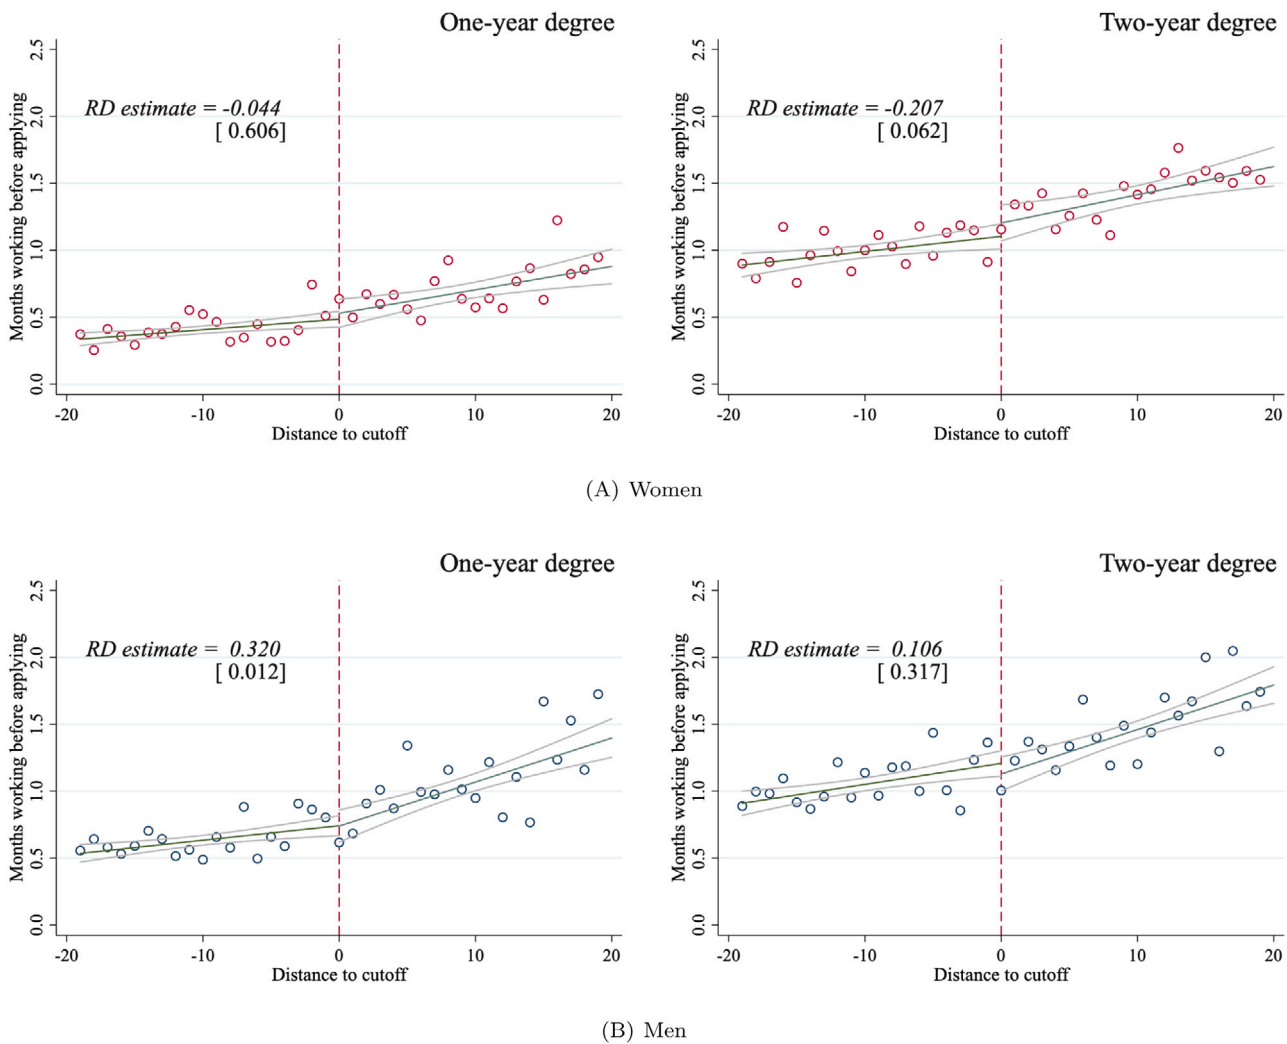 One-year degree
Months working before applying
2.5
2.0
1.5
1.0
0.5
0.0
RD estimate = -0.044
[ 0.606]
-20 -10 0 10 20
Distance to cutoff
Two-year degree
Months working before applying
2.5
2.0
1.5
1.0
0.5
0.0
RD estimate = -0.207
[ 0.062]
-20 -10 0 10 20
Distance to cutoff
(A) Women
One-year degree
Months working before applying
2.5
2.0
1.5
1.0
0.5
0.0
RD estimate = 0.320
[ 0.012]
-20 -10 0 10 20
Distance to cutoff
Two-year degree
Months working before applying
2.5
2.0
1.5
1.0
0.5
0.0
RD estimate = 0.106
[ 0.317]
-20 -10 0 10 20
Distance to cutoff
(B) Men